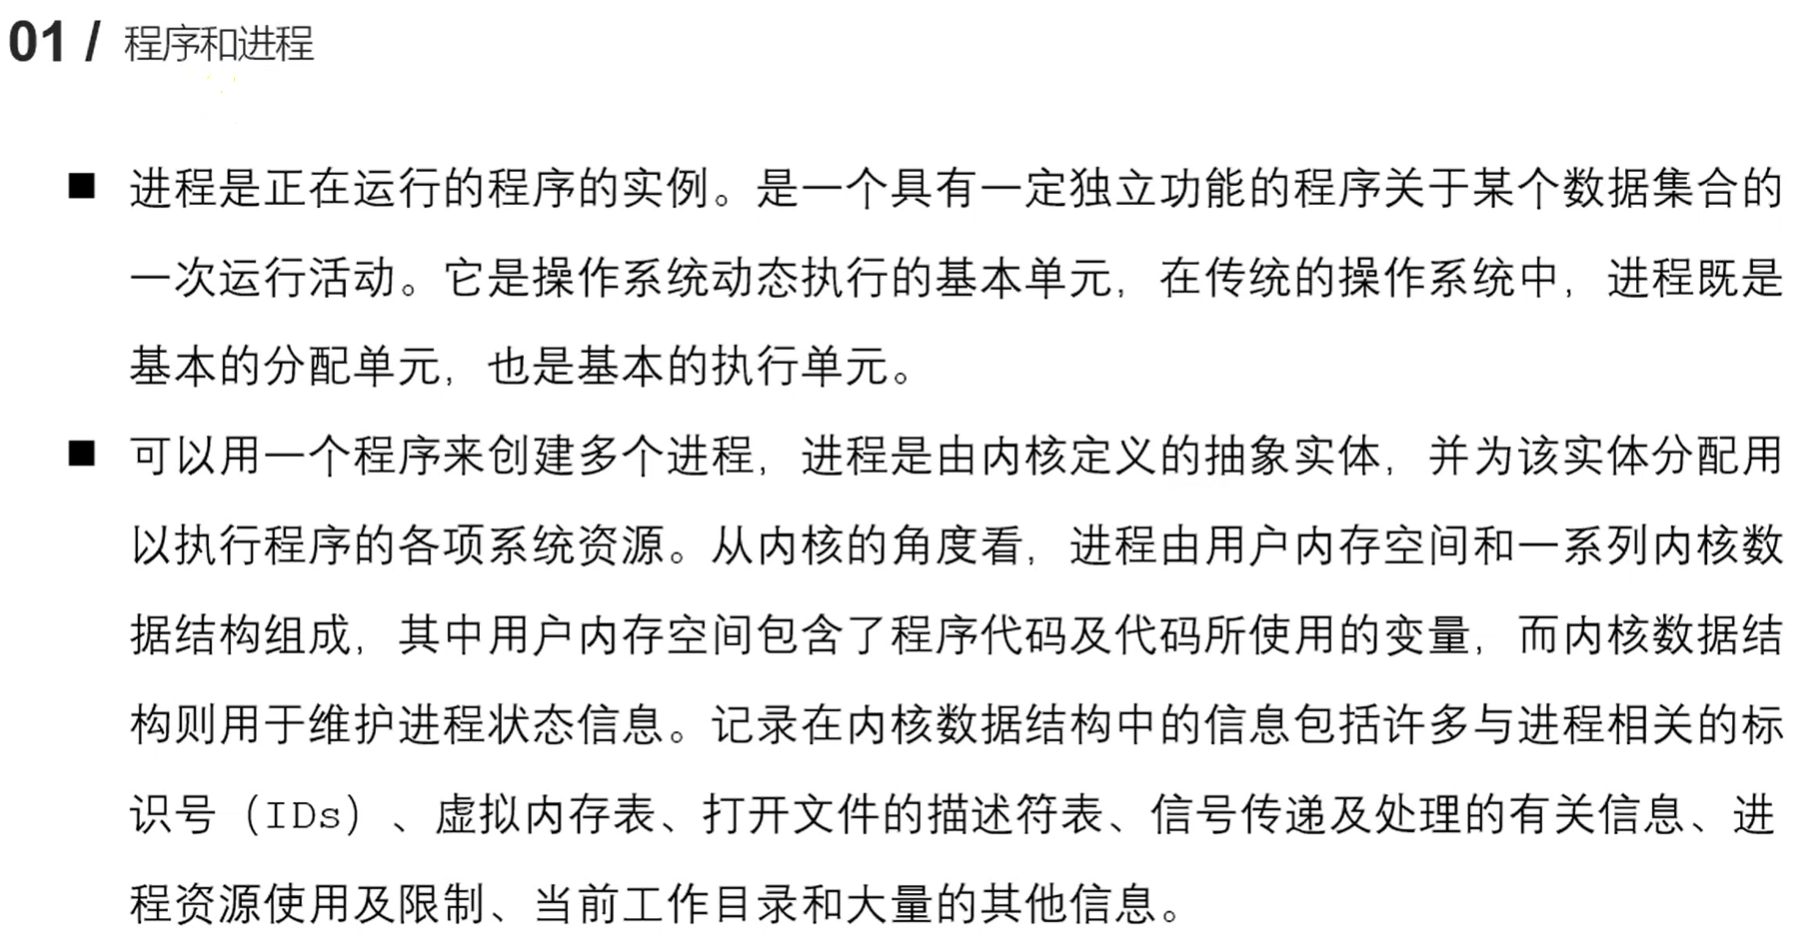 01 / 程序和进程
■ 进程是正在运行的程序的实例。是一个具有一定独立功能的程序关于某个数据集合的
一次运行活动。它是操作系统动态执行的基本单元，在传统的操作系统中，进程既是
基本的分配单元，也是基本的执行单元。
■ 可以用一个程序来创建多个进程，进程是由内核定义的抽象实体，并为该实体分配用
以执行程序的各项系统资源。从内核的角度看，进程由用户内存空间和一系列内核数
据结构组成，其中用户内存空间包含了程序代码及代码所使用的变量，而内核数据结
构则用于维护进程状态信息。记录在内核数据结构中的信息包括许多与进程相关的标
识号（IDs）、虚拟内存表、打开文件的描述符表、信号传递及处理的有关信息、进
程资源使用及限制、当前工作目录和大量的其他信息。